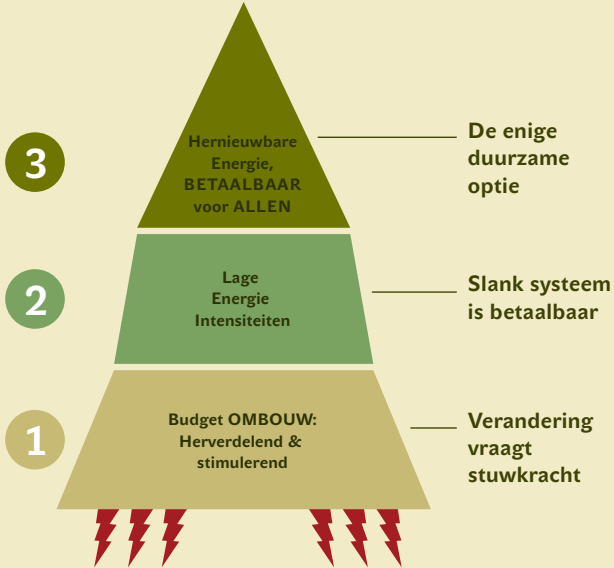 3
Hernieuwbare
Energie,
BETAALBAAR
voor ALLEN
De enige
duurzame
optie
2
Lage
Energie
Intensiteiten
Slank systeem
is betaalbaar
1
Budget OMBOUW:
Herverdelend &
stimulerend
Verandering
vraagt
stuwkracht